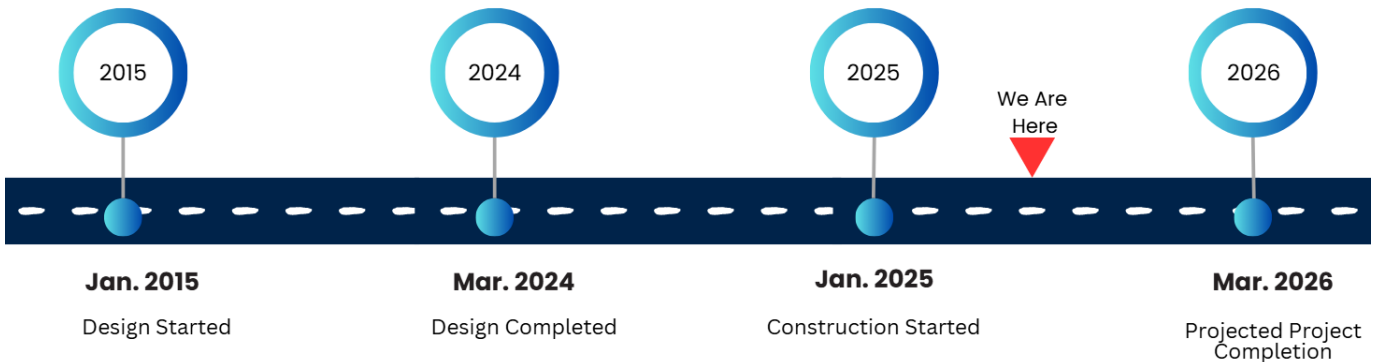 2015
2024
2025
2026
We Are
Here
Jan. 2015
Mar. 2024
Jan. 2025
Mar. 2026
Design Started
Design Completed
Construction Started
Projected Project
Completion